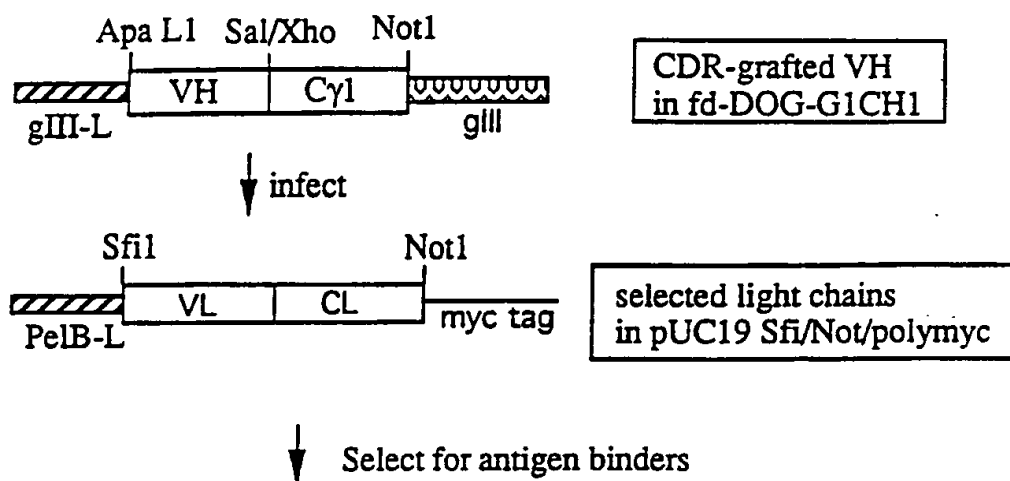 Apa L1 Sal/Xho Not1
VH Cγ1
gIII-L gIII
CDR-grafted VH
in fd-DOG-G1CH1
infect
Sfi1 Not1
VL CL
PelB-L myc tag
selected light chains
in pUC19 Sfi/Not/polymyc
Select for antigen binders